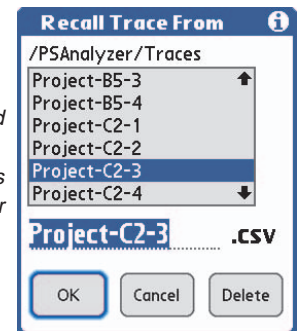 Recall Trace From
/PSAnalyzer/Traces
Project-B5-3
Project-B5-4
Project-C2-1
Project-C2-2
Project-C2-3
Project-C2-4
Project-C2-3 .csv
OK Cancel Delete